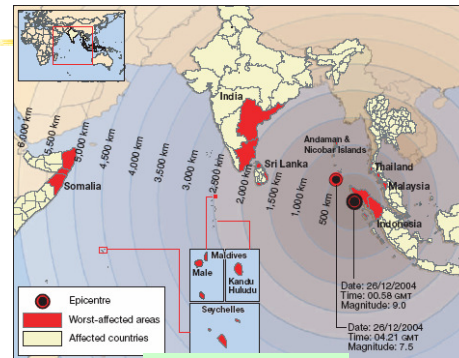 India
Andaman &
Nicobar Islands
Sri Lanka
Thailand
Malaysia
Indonesia
Somalia
6,000 km
5,500 km
5,000 km
4,500 km
4,000 km
3,500 km
3,000 km
2,500 km
2,000 km
1,500 km
1,000 km
500 km
Maldives
Male
Kandu
Huludu
Seychelles
Date: 26/12/2004
Time: 00.58 GMT
Magnitude: 9.0
Date: 26/12/2004
Time: 04.21 GMT
Magnitude: 7.5
Epicentre
Worst-affected areas
Affected countries